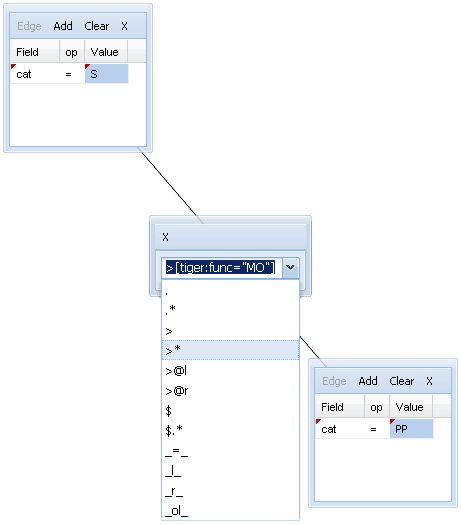 Edge Add Clear X
Field op Value
cat = S
X
>[tiger:func="MO"]
.
.*
>
>*
>@l
>@r
$
$.*
_=_
_l_
_r_
_ol_
Edge Add Clear X
Field op Value
cat = PP